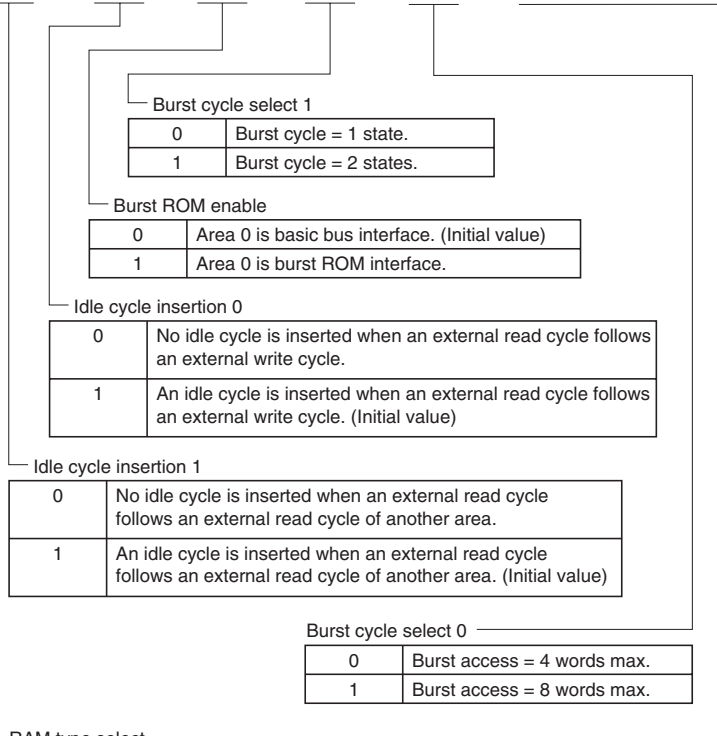 Burst cycle select 1
0 Burst cycle = 1 state.
1 Burst cycle = 2 states.
Burst ROM enable
0 Area 0 is basic bus interface. (Initial value)
1 Area 0 is burst ROM interface.
Idle cycle insertion 0
0 No idle cycle is inserted when an external read cycle follows
an external write cycle.
1 An idle cycle is inserted when an external read cycle follows
an external write cycle. (Initial value)
Idle cycle insertion 1
0 No idle cycle is inserted when an external read cycle
follows an external read cycle of another area.
1 An idle cycle is inserted when an external read cycle
follows an external read cycle of another area. (Initial value)
Burst cycle select 0
0 Burst access = 4 words max.
1 Burst access = 8 words max.
RAM type select